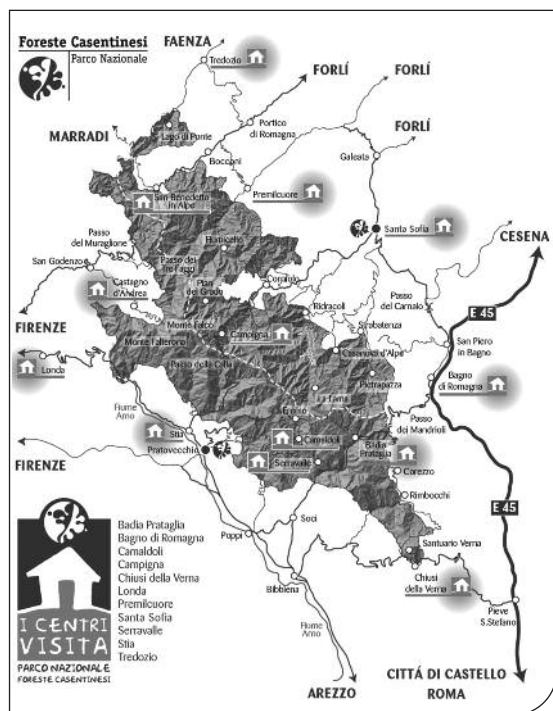 Foreste Casentinesi
Parco Nazionale
FAENZA
Tredozio
FORLÍ
FORLÍ
MARRADI
Lago di Ponte
Portico
di Romagna
FORLÍ
Bocconi
Galeata
San Benedetto
in Alpe
Premilcuore
Passo
del Muraglione
Fiumicello
Santa Sofia
CESENA
San Godenzo
Passo dei
Tre Faggi
Castagno
d'Andrea
Pian
del Grado
Corniolo
Ridracoli
Passo
del Carnaio
E 45
FIRENZE
Monte Falco
Campigna
Strabatenza
San Piero
in Bagno
Monte Falterona
Casanova d'Alpe
Londa
Passo della Calla
Pietrapazza
Bagno
di Romagna
La Lama
Fiume
Arno
Eremo
Passo
dei Mandrioli
Stia
Camaldoli
Badia
Prataglia
FIRENZE
Pratovecchio
Serravalle
Corezzo
Rimbocchi
E 45
Soci
Poppi
Santuario Verna
Bibbiena
Chiusi
della Verna
Fiume
Arno
Pieve
S.Stefano
AREZZO
CITTÁ DI CASTELLO
ROMA
I CENTRI
VISITA
PARCO NAZIONALE
FORESTE CASENTINESI
Badia Prataglia
Bagno di Romagna
Camaldoli
Campigna
Chiusi della Verna
Londa
Premilcuore
Santa Sofia
Serravalle
Stia
Tredozio